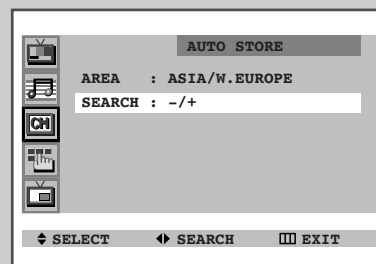 AUTO STORE
AREA : ASIA/W.EUROPE
SEARCH : -/+
CH
SELECT SEARCH EXIT